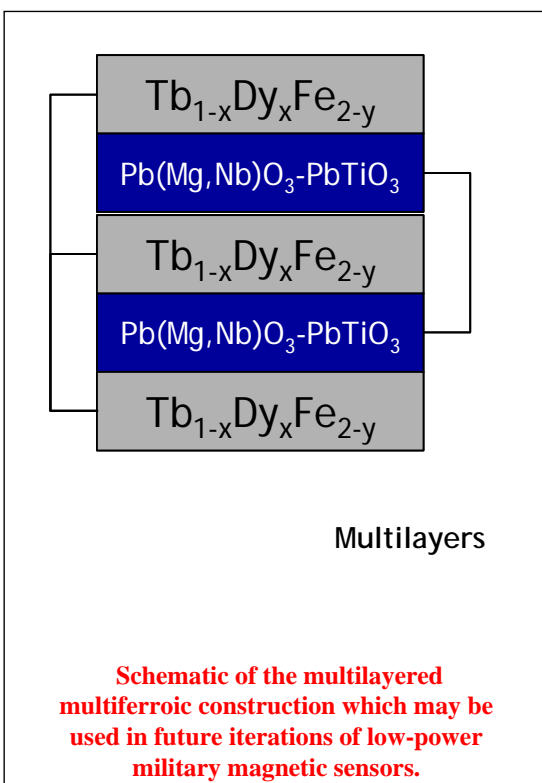 Tb₁₋ₓDyₓFe₂₋ᵧ
Pb(Mg,Nb)O₃-PbTiO₃
Tb₁₋ₓDyₓFe₂₋ᵧ
Pb(Mg,Nb)O₃-PbTiO₃
Tb₁₋ₓDyₓFe₂₋ᵧ
Multilayers
Schematic of the multilayered
multiferroic construction which may be
used in future iterations of low-power
military magnetic sensors.